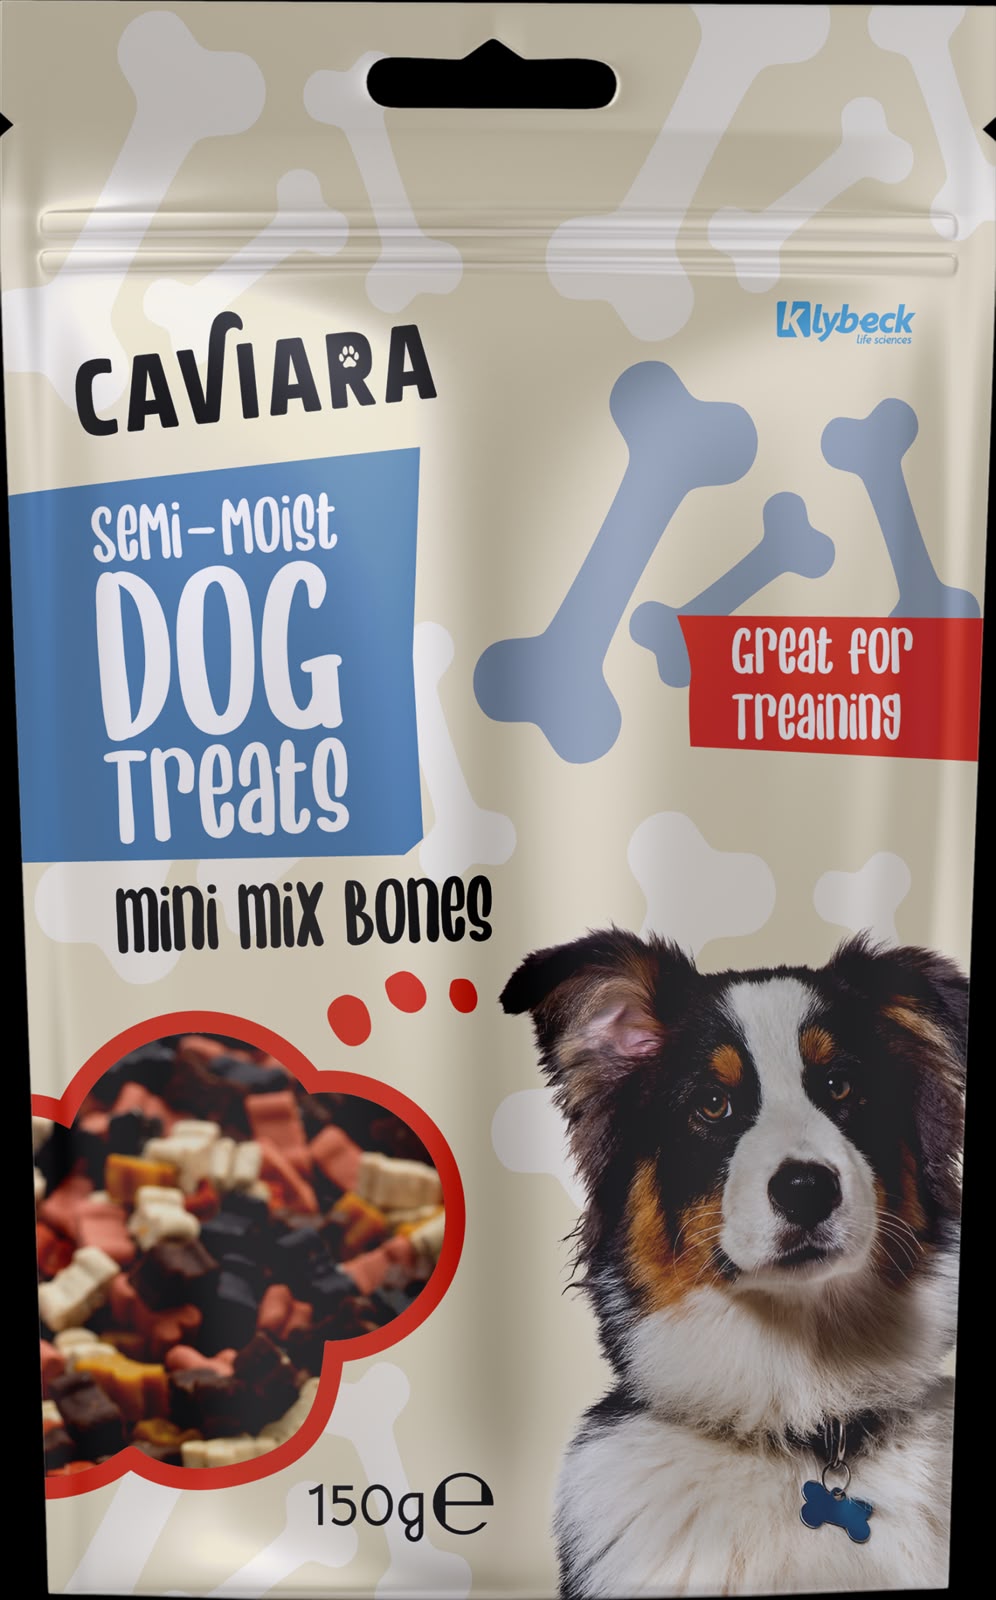 CAVIARA
Klybeck
life sciences
Semi-Moist
DOG
Treats
Great for
Treaining
Mini Mix Bones
150g℮